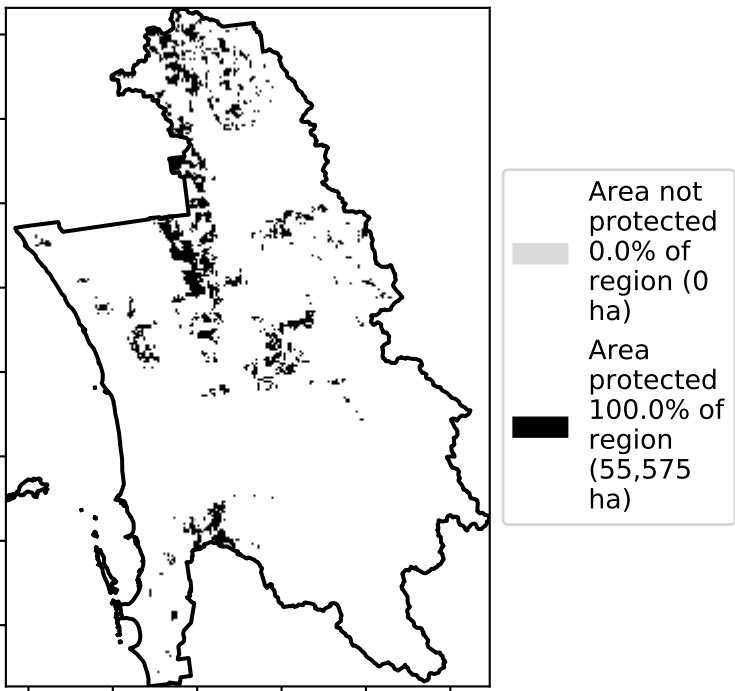 Area not
protected
0.0% of
region (0
ha)
Area
protected
100.0% of
region
(55,575
ha)